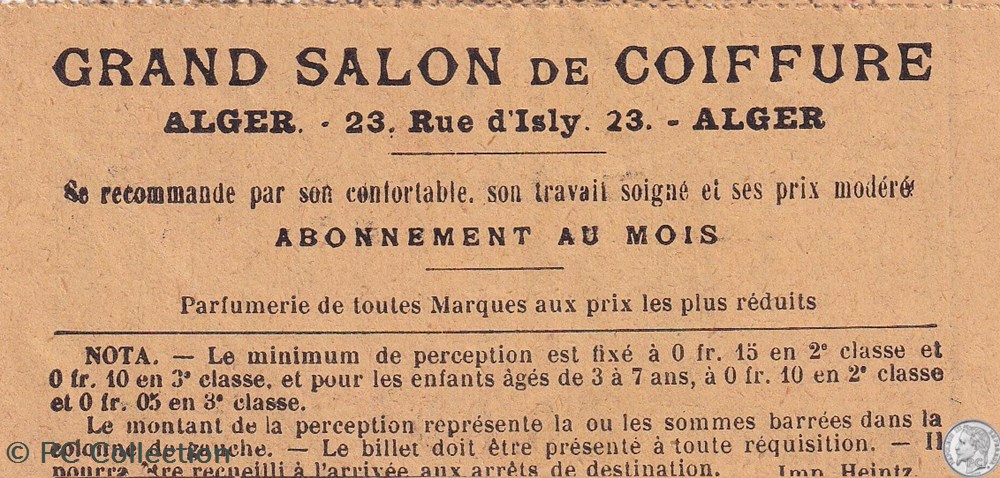 GRAND SALON DE COIFFURE
ALGER. - 23, Rue d'Isly. 23. - ALGER
Se recommande par son confortable, son travail soigné et ses prix modéré
ABONNEMENT AU MOIS
Parfumerie de toutes Marques aux prix les plus réduits
NOTA. — Le minimum de perception est fixé à 0 fr. 15 en 2e classe et
0 fr. 10 en 3e classe, et pour les enfants âgés de 3 à 7 ans, à 0 fr. 10 en 2e classe
et 0 fr. 05 en 3e classe.
Le montant de la perception représente la ou les sommes barrées dans la
colonne de gauche. — Le billet doit être présenté à toute réquisition. — Il
pourra être recueilli à l'arrivée aux arrêts de destination. Imp. Heintz
© PC Collection